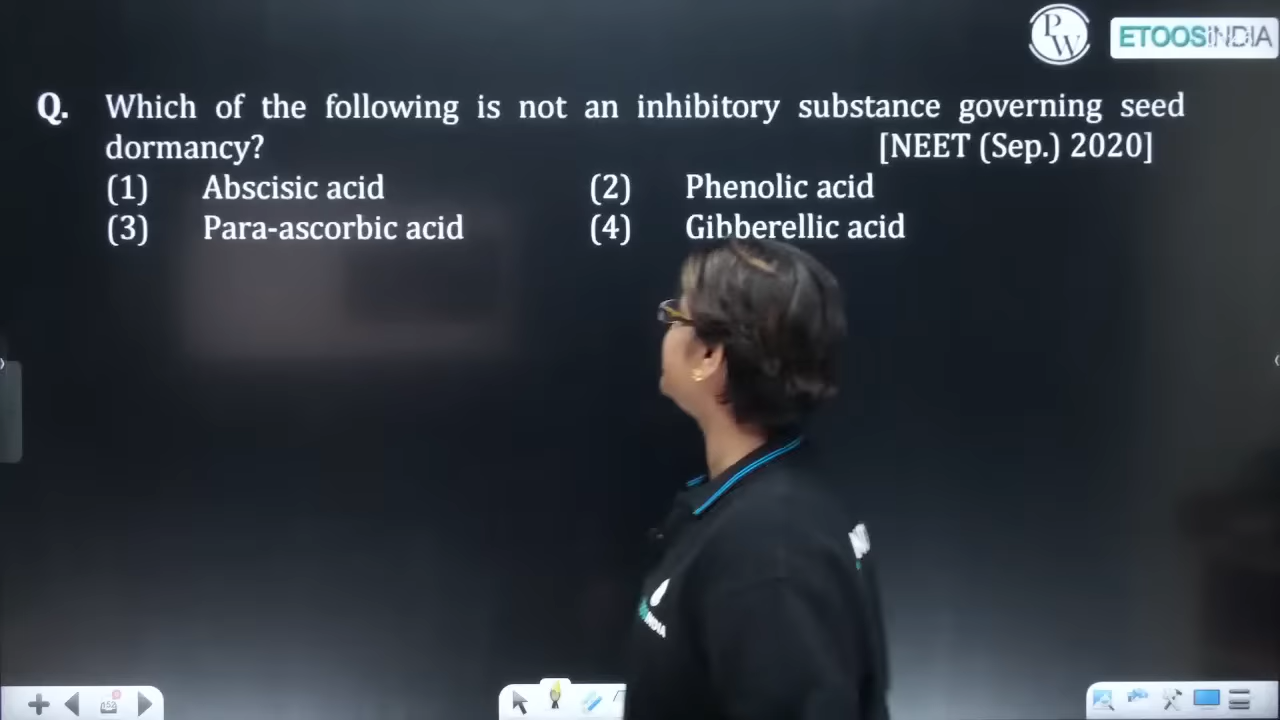 PW
ETOOSINDIA
Q. Which of the following is not an inhibitory substance governing seed
dormancy? [NEET (Sep.) 2020]
(1) Abscisic acid (2) Phenolic acid
(3) Para-ascorbic acid (4) Gibberellic acid